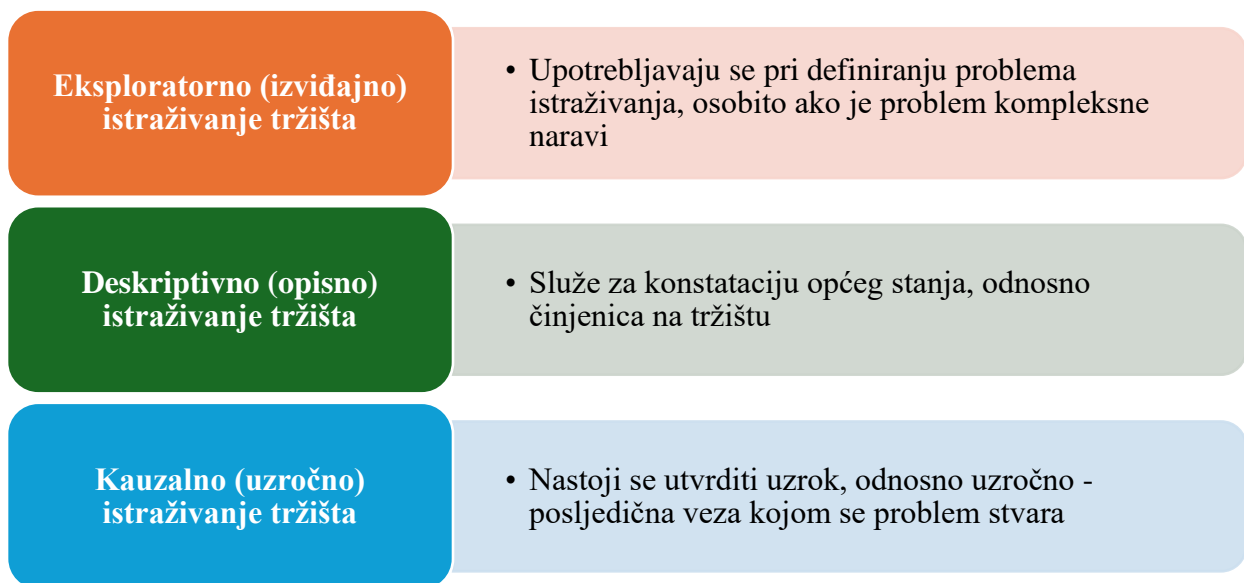 Eksploratorno (izviđajno)
istraživanje tržišta
• Upotrebljavaju se pri definiranju problema
istraživanja, osobito ako je problem kompleksne
naravi
Deskriptivno (opisno)
istraživanje tržišta
• Služe za konstataciju općeg stanja, odnosno
činjenica na tržištu
Kauzalno (uzročno)
istraživanje tržišta
• Nastoji se utvrditi uzrok, odnosno uzročno -
posljedična veza kojom se problem stvara